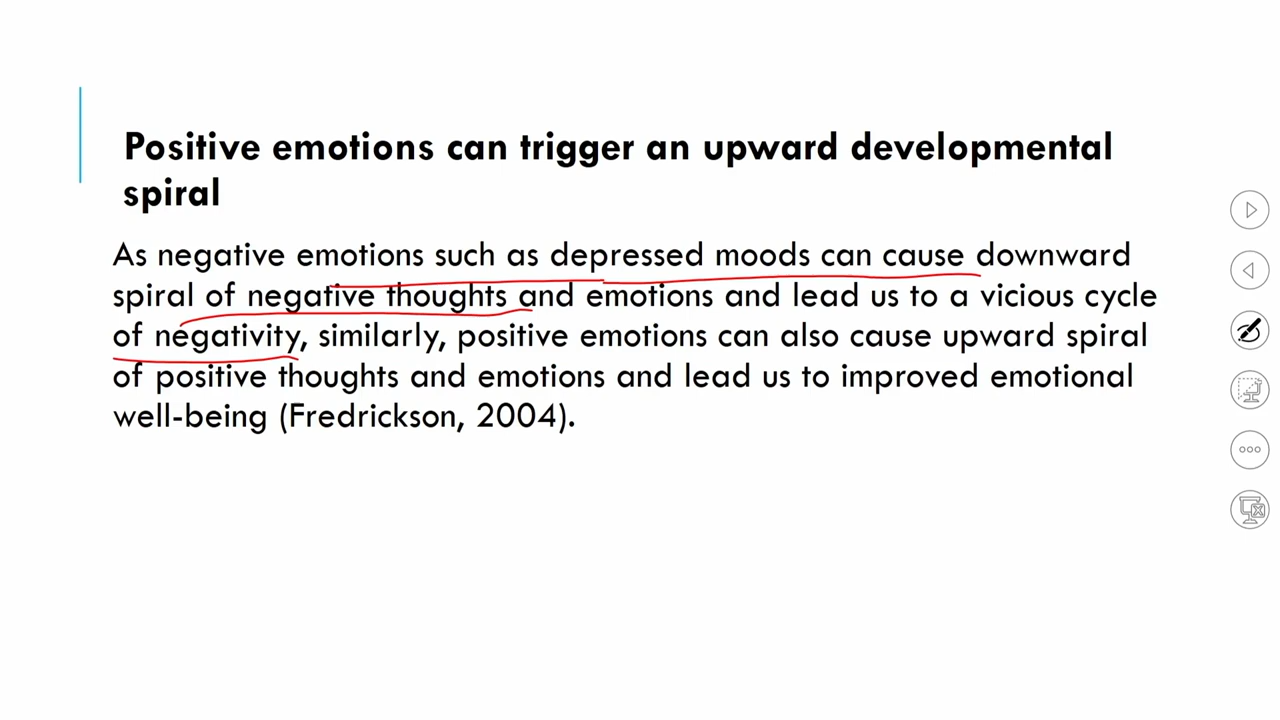 Positive emotions can trigger an upward developmental
spiral
As negative emotions such as depressed moods can cause downward
spiral of negative thoughts and emotions and lead us to a vicious cycle
of negativity, similarly, positive emotions can also cause upward spiral
of positive thoughts and emotions and lead us to improved emotional
well-being (Fredrickson, 2004).